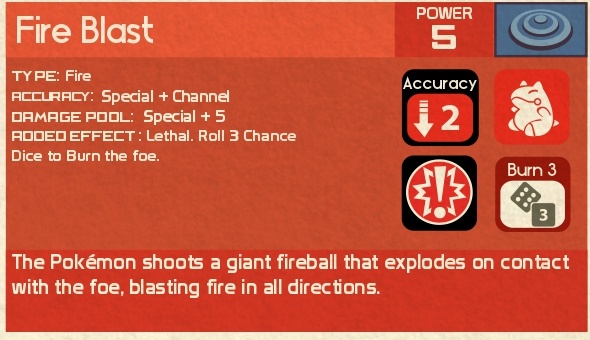 Fire Blast
POWER
5
TYPE: Fire
ACCURACY: Special + Channel
DAMAGE POOL: Special + 5
ADDED EFFECT: Lethal. Roll 3 Chance
Dice to Burn the foe.
Accuracy
2
Burn 3
3
The Pokémon shoots a giant fireball that explodes on contact
with the foe, blasting fire in all directions.